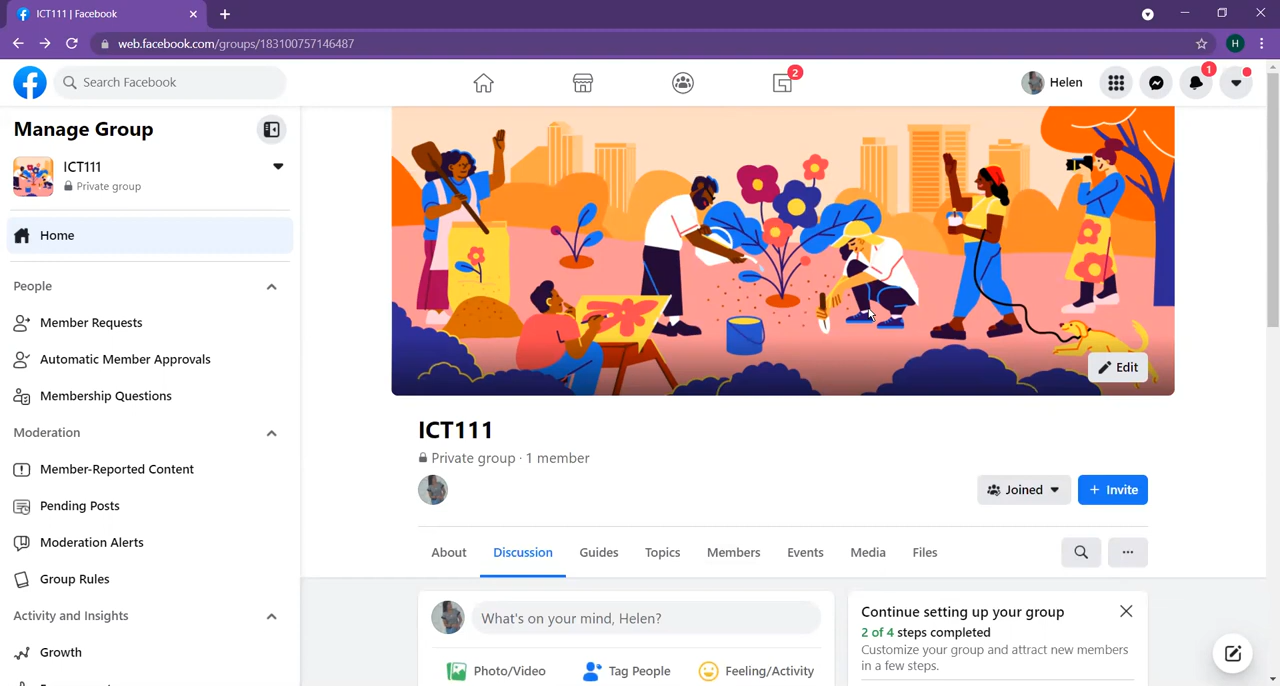 ICT111 | Facebook
web.facebook.com/groups/183100757146487
H
Search Facebook
2
Helen
1
Manage Group
ICT111
Private group
Home
People
Member Requests
Automatic Member Approvals
Membership Questions
Moderation
Member-Reported Content
Pending Posts
Moderation Alerts
Group Rules
Activity and Insights
Growth
Edit
ICT111
Private group · 1 member
Joined
+ Invite
About Discussion Guides Topics Members Events Media Files
What's on your mind, Helen?
Photo/Video Tag People Feeling/Activity
Continue setting up your group
2 of 4 steps completed
Customize your group and attract new members
in a few steps.